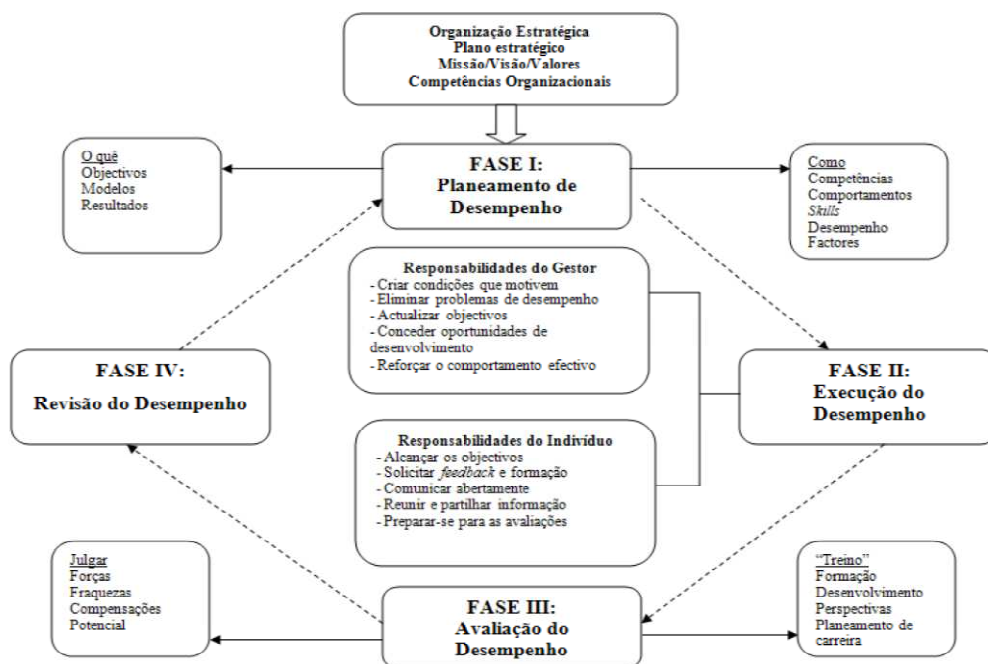 Organização Estratégica
Plano estratégico
Missão/Visão/Valores
Competências Organizacionais
O quê
Objectivos
Modelos
Resultados
FASE I:
Planeamento de
Desempenho
Como
Competências
Comportamentos
Skills
Desempenho
Factores
Responsabilidades do Gestor
- Criar condições que motivem
- Eliminar problemas de desempenho
- Actualizar objectivos
- Conceder oportunidades de
desenvolvimento
- Reforçar o comportamento efectivo
FASE IV:
Revisão do Desempenho
FASE II:
Execução do
Desempenho
Responsabilidades do Indivíduo
- Alcançar os objectivos
- Solicitar feedback e formação
- Comunicar abertamente
- Reunir e partilhar informação
- Preparar-se para as avaliações
Julgar
Forças
Fraquezas
Compensações
Potencial
FASE III:
Avaliação do
Desempenho
“Treino”
Formação
Desenvolvimento
Perspectivas
Planeamento de
carreira